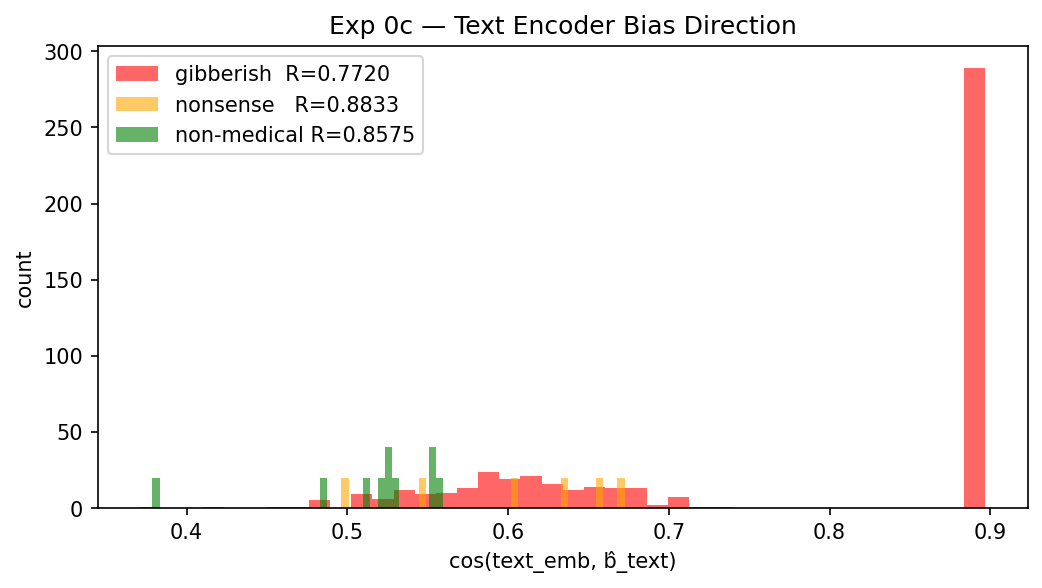 Exp 0c — Text Encoder Bias Direction
300
250
200
150
100
50
0
count
gibberish R=0.7720
nonsense R=0.8833
non-medical R=0.8575
0.4 0.5 0.6 0.7 0.8 0.9
cos(text_emb, b̂_text)